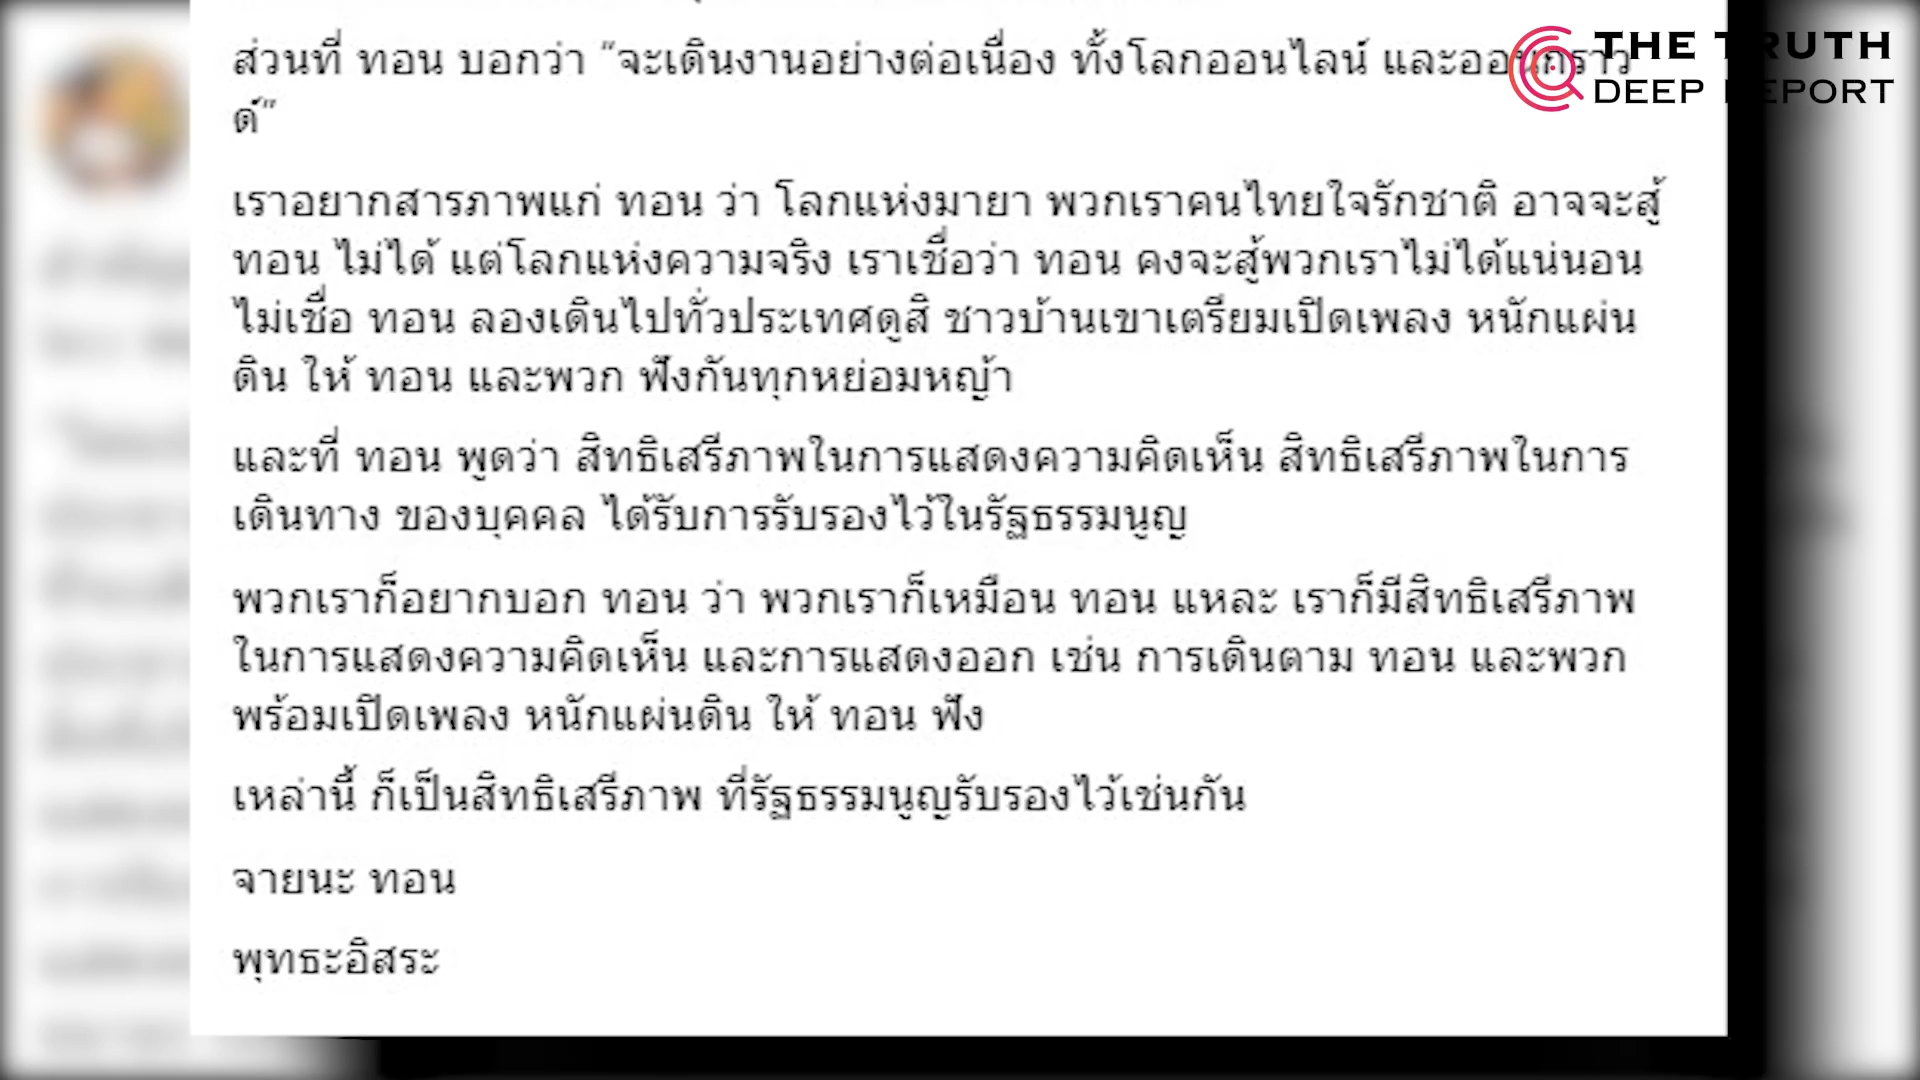 THE TRUTH
DEEP REPORT
ส่วนที่ ทอน บอกว่า "จะเดินงานอย่างต่อเนื่อง ทั้งโลกออนไลน์ และออนกราว
ด์"
เราอยากสารภาพแก่ ทอน ว่า โลกแห่งมายา พวกเราคนไทยใจรักชาติ อาจจะสู้
ทอน ไม่ได้ แต่โลกแห่งความจริง เราเชื่อว่า ทอน คงจะสู้พวกเราไม่ได้แน่นอน
ไม่เชื่อ ทอน ลองเดินไปทั่วประเทศดูสิ ชาวบ้านเขาเตรียมเปิดเพลง หนักแผ่น
ดิน ให้ ทอน และพวก ฟังกันทุกหย่อมหญ้า
และที่ ทอน พูดว่า สิทธิเสรีภาพในการแสดงความคิดเห็น สิทธิเสรีภาพในการ
เดินทาง ของบุคคล ได้รับการรับรองไว้ในรัฐธรรมนูญ
พวกเราก็อยากบอก ทอน ว่า พวกเราก็เหมือน ทอน แหละ เราก็มีสิทธิเสรีภาพ
ในการแสดงความคิดเห็น และการแสดงออก เช่น การเดินตาม ทอน และพวก
พร้อมเปิดเพลง หนักแผ่นดิน ให้ ทอน ฟัง
เหล่านี้ ก็เป็นสิทธิเสรีภาพ ที่รัฐธรรมนูญรับรองไว้เช่นกัน
จายนะ ทอน
พุทธะอิสระ